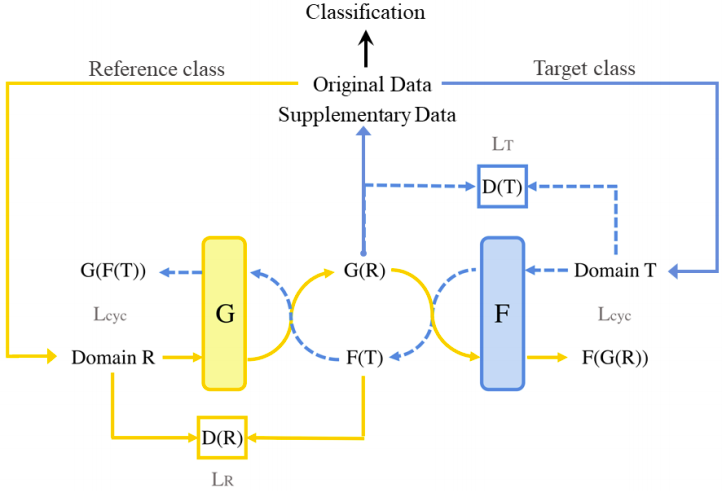 Classification
Reference class
Target class
Original Data
Supplementary Data
LT
D(T)
G(F(T))
G
G(R)
F
Domain T
Lcyc
Lcyc
Domain R
F(T)
F(G(R))
D(R)
LR